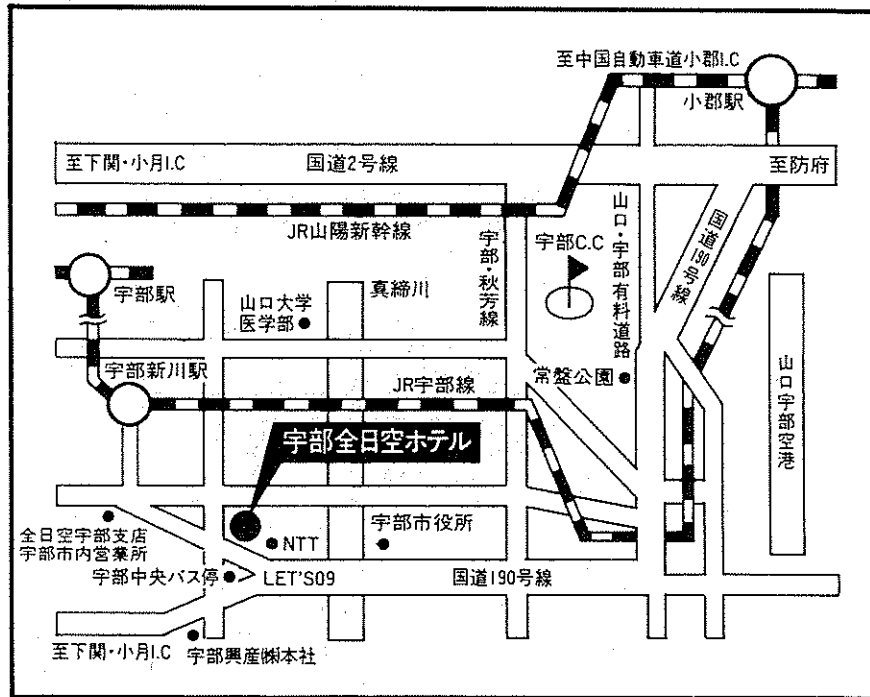 至中国自動車道小郡I.C
小郡駅
至下関・小月I.C
国道2号線
至防府
JR山陽新幹線
宇部・秋芳線
宇部C.C
山口・宇部有料道路
国道190号線
宇部駅
山口大学
医学部
真締川
宇部新川駅
JR宇部線
常盤公園
山口宇部空港
宇部全日空ホテル
全日空宇部支店
宇部市内営業所
NTT
宇部市役所
宇部中央バス停
LET'S09
国道190号線
至下関・小月I.C
宇部興産㈱本社